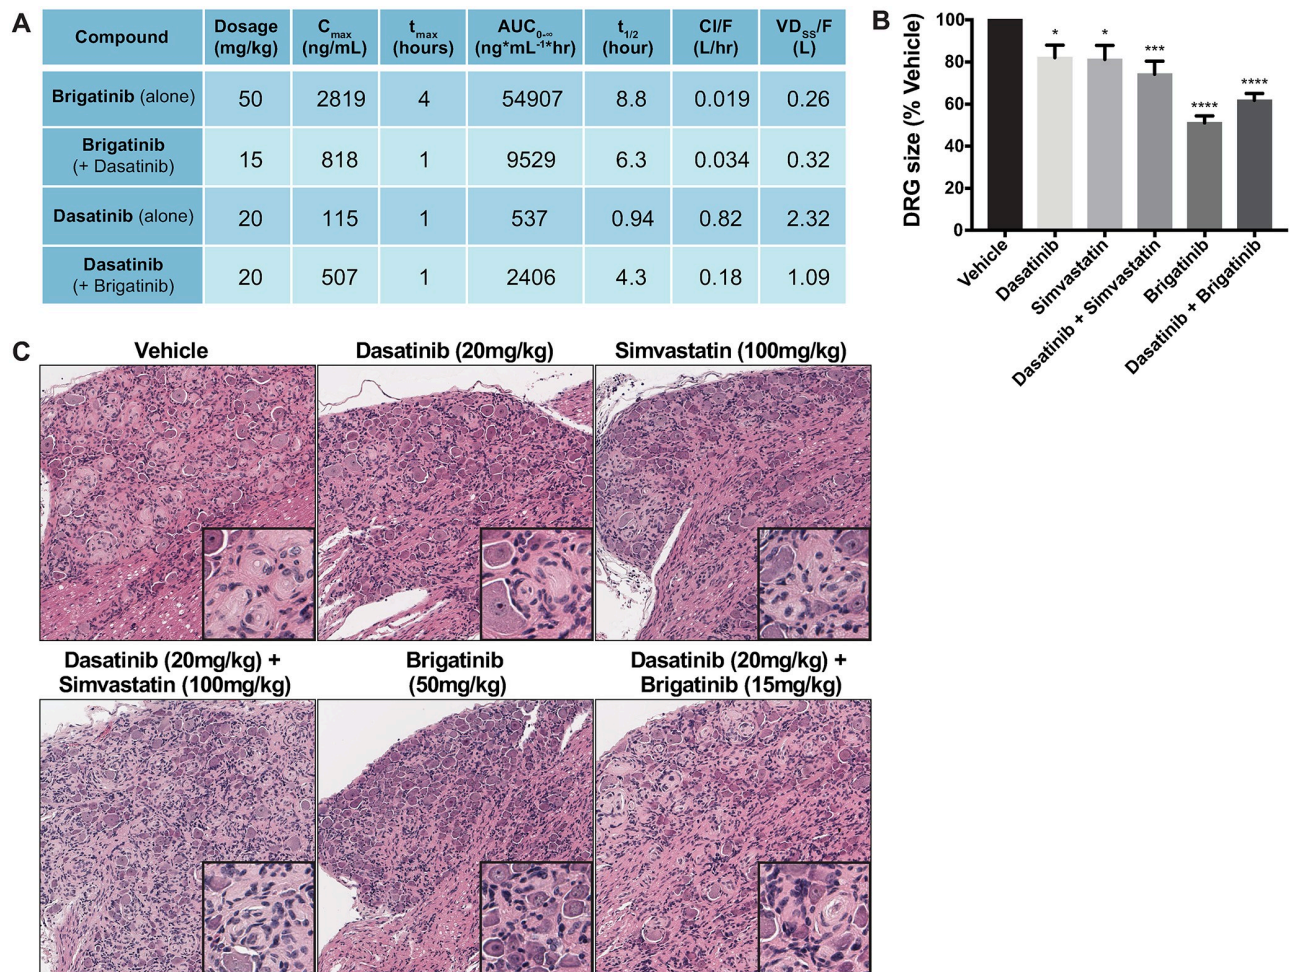 A
Compound Dosage (mg/kg) Cmax (ng/mL) tmax (hours) AUC0-∞ (ng*mL-1*hr) t1/2 (hour) Cl/F (L/hr) VDSS/F (L)
Brigatinib (alone) 50 2819 4 54907 8.8 0.019 0.26
Brigatinib (+ Dasatinib) 15 818 1 9529 6.3 0.034 0.32
Dasatinib (alone) 20 115 1 537 0.94 0.82 2.32
Dasatinib (+ Brigatinib) 20 507 1 2406 4.3 0.18 1.09
B
DRG size (% Vehicle)
100
80
60
40
20
0
* * *** **** ****
Vehicle
Dasatinib
Simvastatin
Dasatinib + Simvastatin
Brigatinib
Dasatinib + Brigatinib
C
Vehicle
Dasatinib (20mg/kg)
Simvastatin (100mg/kg)
Dasatinib (20mg/kg) +
Simvastatin (100mg/kg)
Brigatinib
(50mg/kg)
Dasatinib (20mg/kg) +
Brigatinib (15mg/kg)